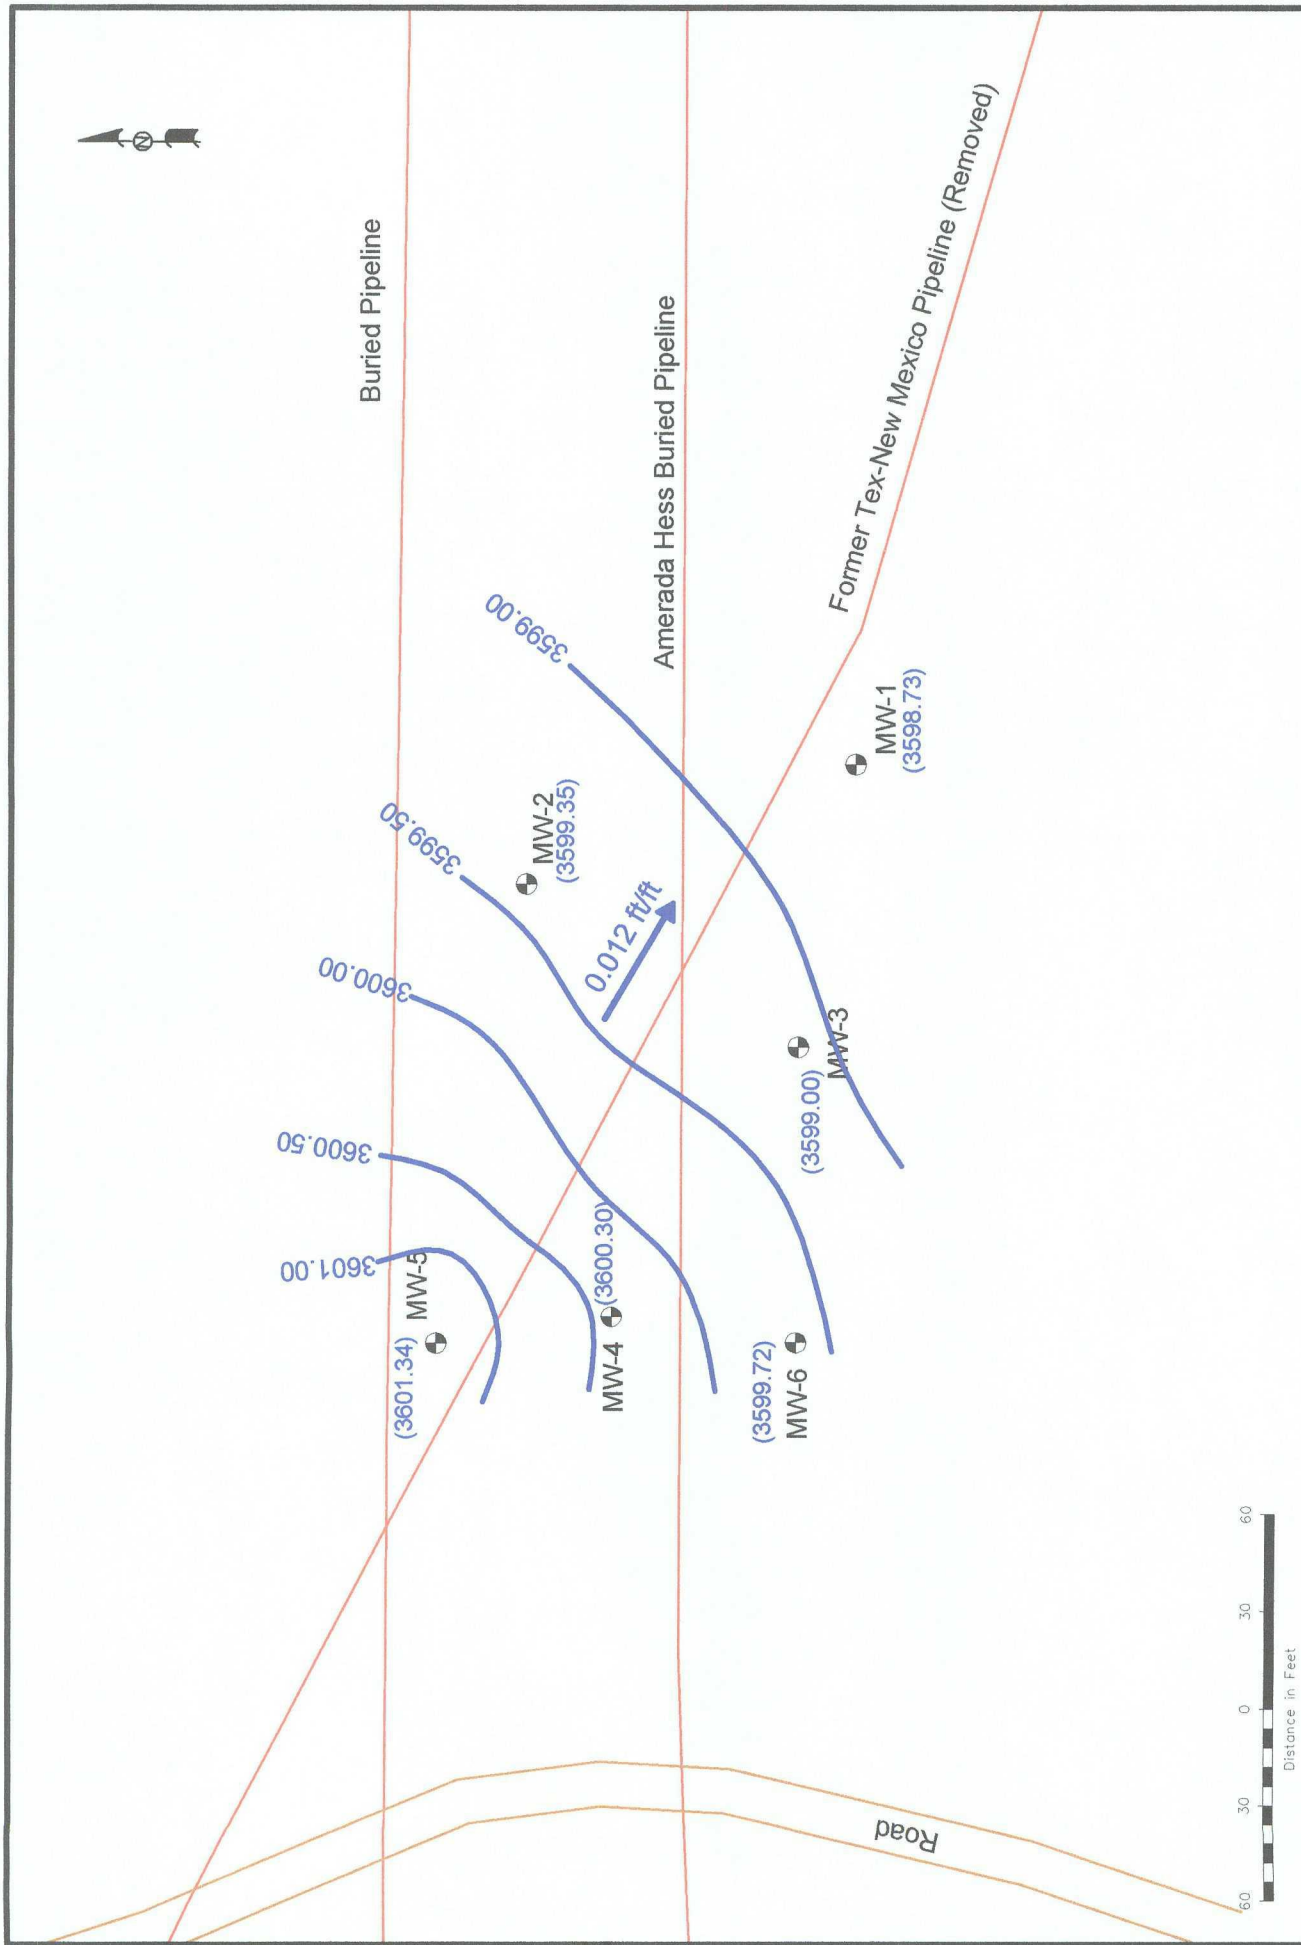 N
Buried Pipeline
Amerada Hess Buried Pipeline
Former Tex-New Mexico Pipeline (Removed)
3599.00
3599.50
3600.00
3600.50
3601.00
MW-2
(3599.35)
0.012 ft/ft
MW-1
(3598.73)
MW-3
(3599.00)
MW-5
(3601.34)
(3600.30)
MW-4
(3599.72)
MW-6
Road
60
30
0
30
60
Distance in Feet